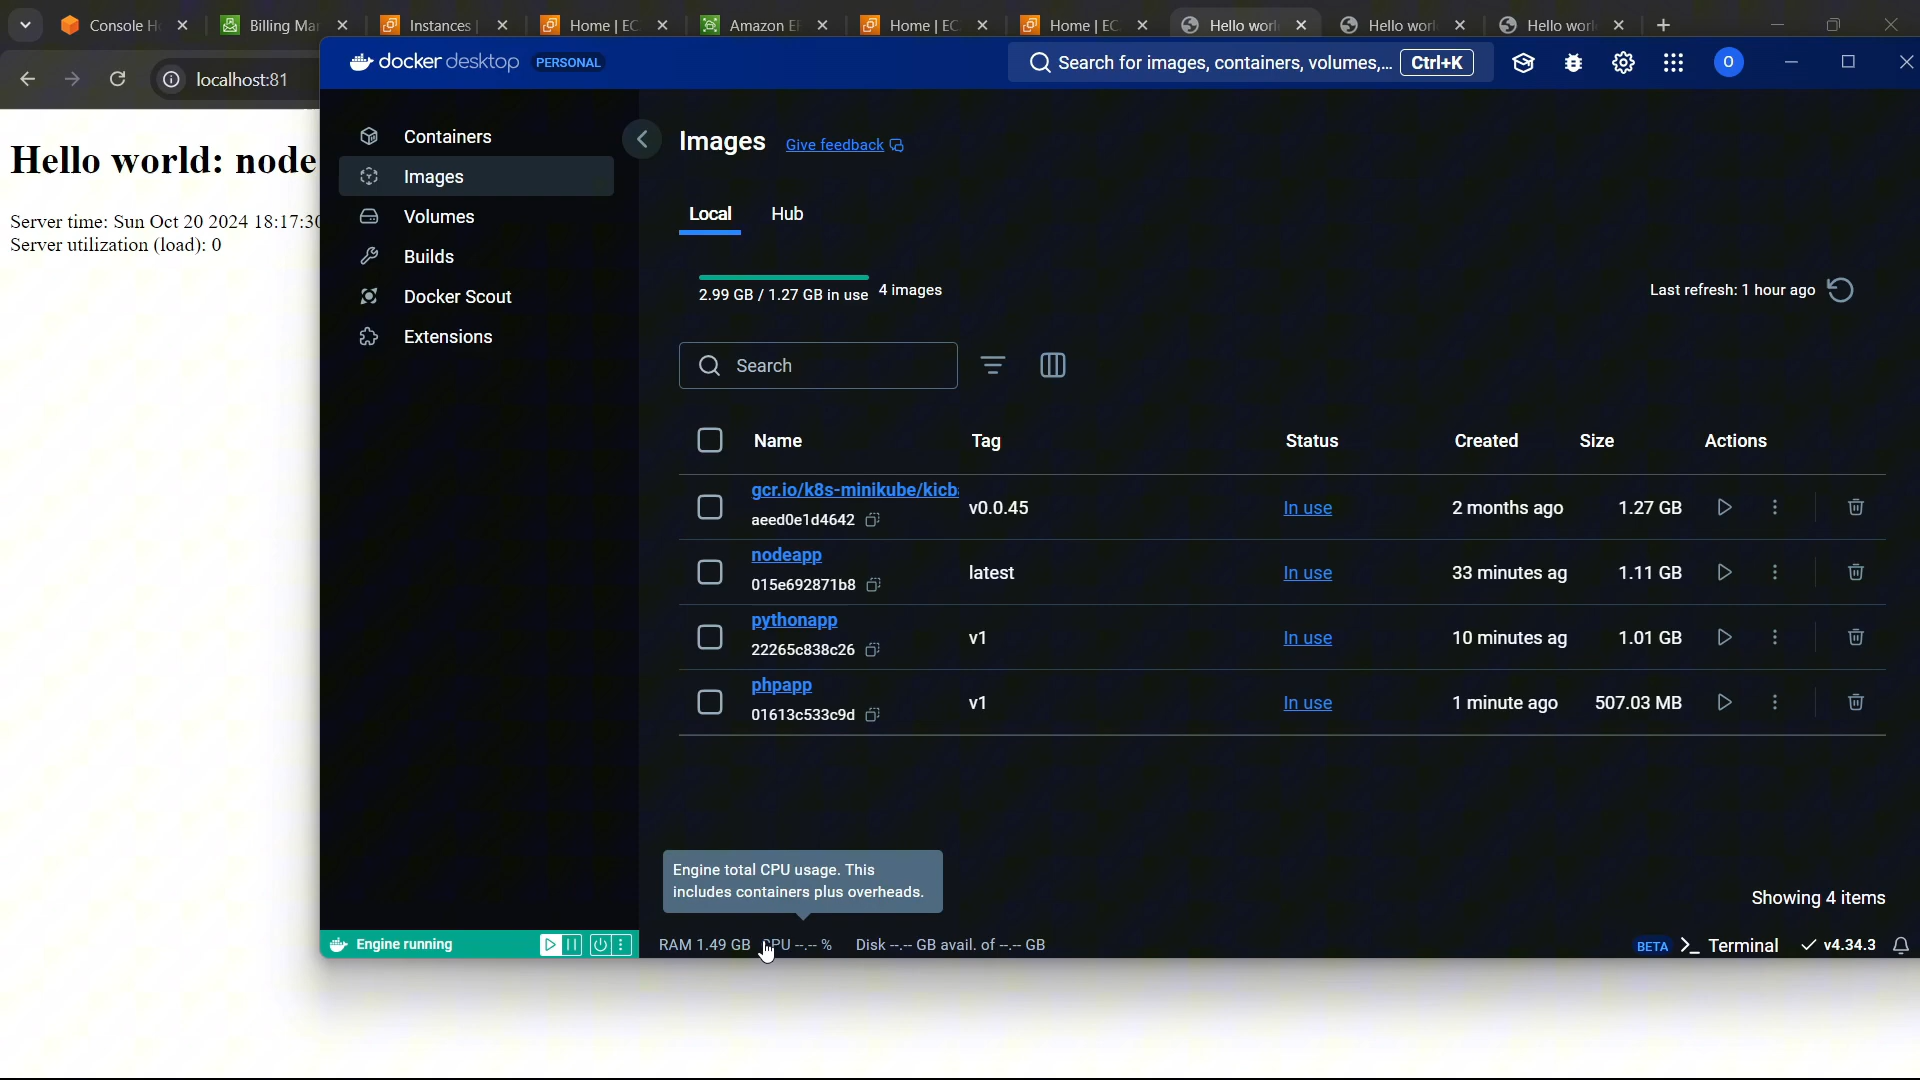 Console Ho
Billing Ma
Instances |
Home | EC
Amazon E
Home | EC
Home | EC
Hello worl
Hello worl
Hello worl
localhost:81
Hello world: node
Server time: Sun Oct 20 2024 18:17:30
Server utilization (load): 0
docker desktop PERSONAL
Search for images, containers, volumes,... Ctrl+K
O
Containers
Images
Volumes
Builds
Docker Scout
Extensions
Images Give feedback
Local Hub
2.99 GB / 1.27 GB in use 4 images
Last refresh: 1 hour ago
Search
Name Tag Status Created Size Actions
gcr.io/k8s-minikube/kicb
aeed0e1d4642 v0.0.45 In use 2 months ago 1.27 GB
nodeapp
015e692871b8 latest In use 33 minutes ag 1.11 GB
pythonapp
22265c838c26 v1 In use 10 minutes ag 1.01 GB
phpapp
01613c533c9d v1 In use 1 minute ago 507.03 MB
Engine total CPU usage. This
includes containers plus overheads.
Showing 4 items
Engine running
RAM 1.49 GB CPU --.-- % Disk --.-- GB avail. of --.-- GB
BETA >_ Terminal v4.34.3